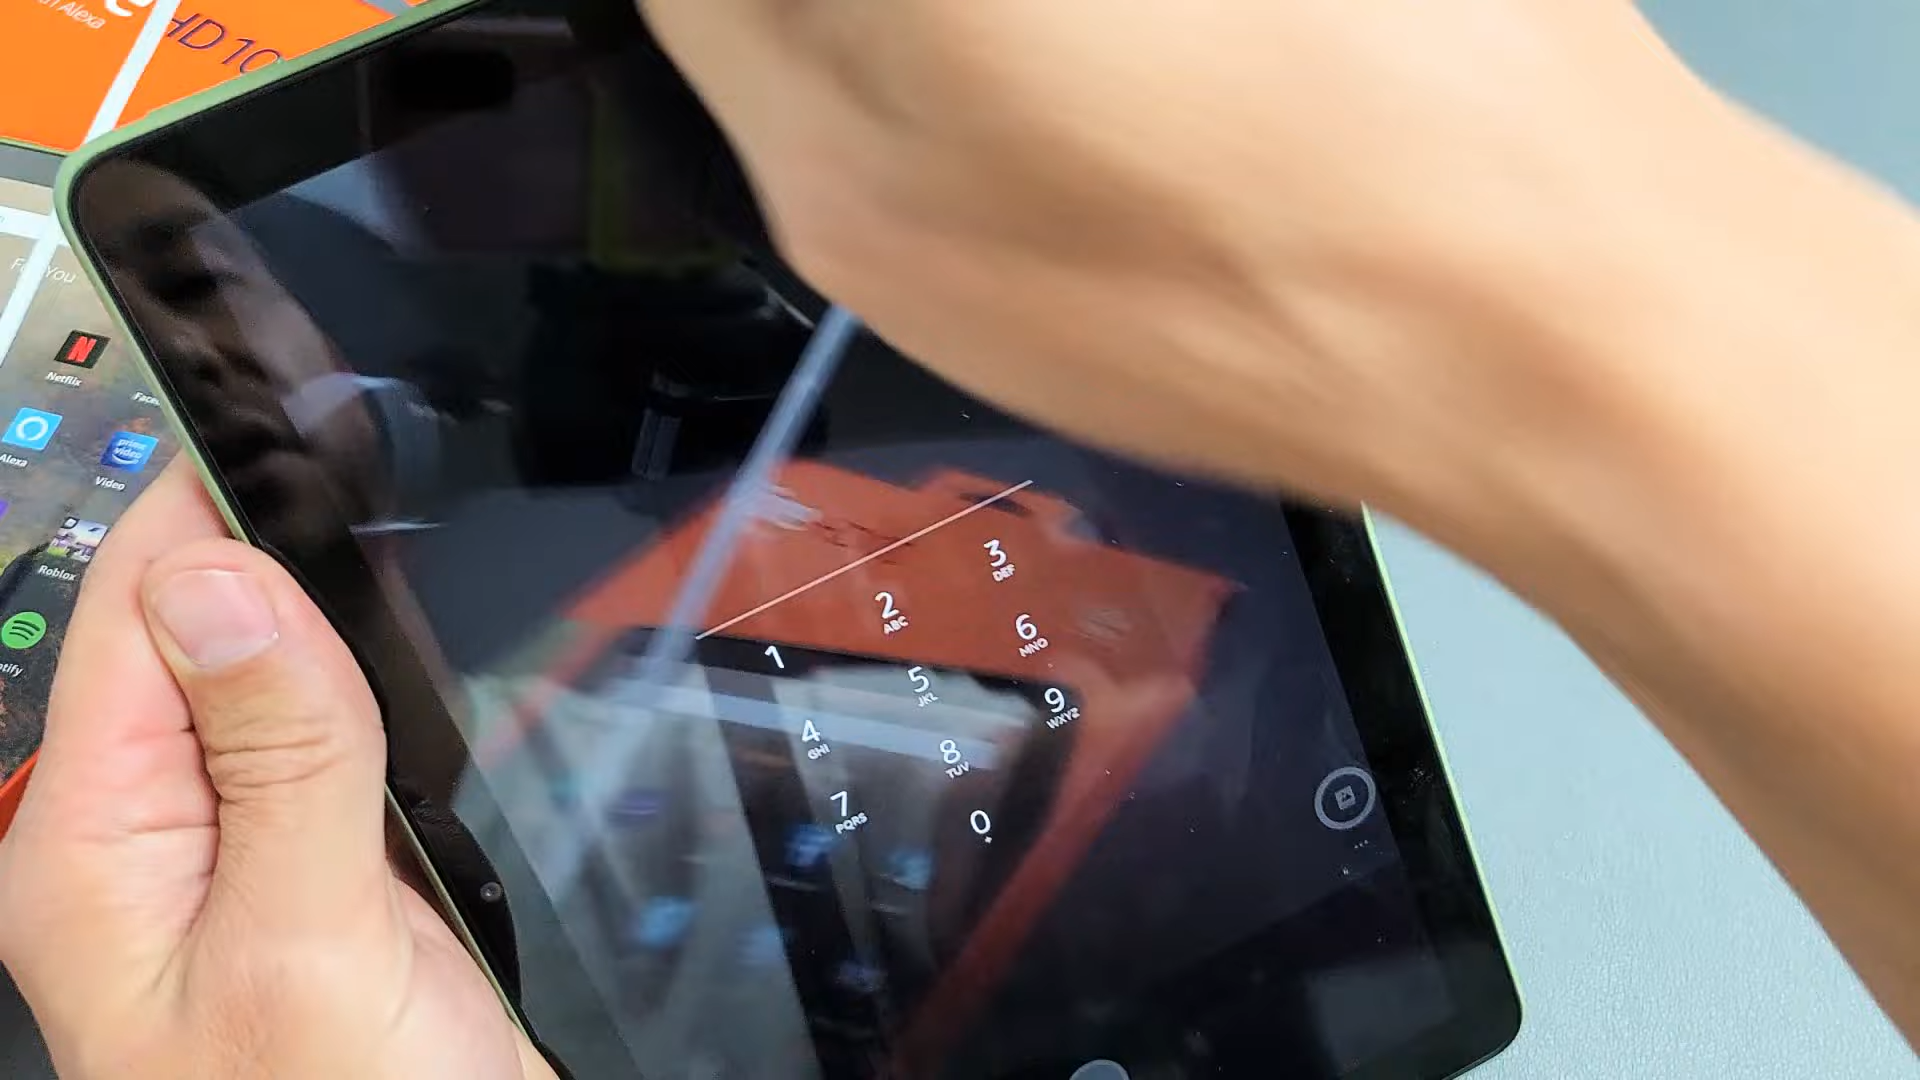 Alexa
HD 10
For You
Netflix
Alexa
prime video
Video
Roblox
1
2
ABC
3
DEF
4
GHI
5
JKL
6
MNO
7
PQRS
8
TUV
9
WXYZ
0
+